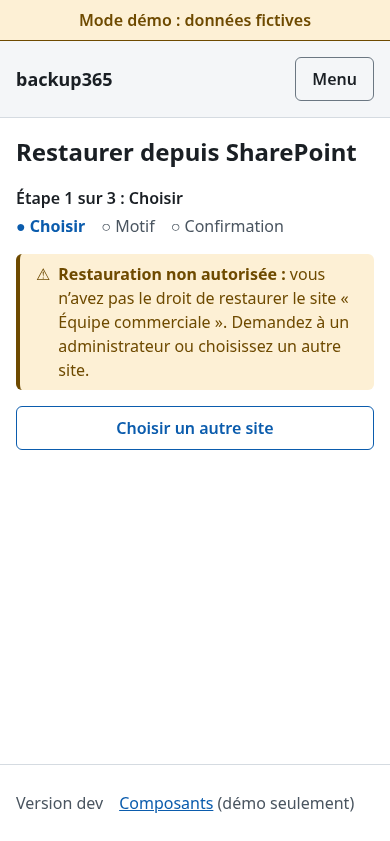 Mode démo : données fictives
backup365
Menu
Restaurer depuis SharePoint
Étape 1 sur 3 : Choisir
● Choisir ○ Motif ○ Confirmation
⚠ Restauration non autorisée : vous
n’avez pas le droit de restaurer le site «
Équipe commerciale ». Demandez à un
administrateur ou choisissez un autre
site.
Choisir un autre site
Version dev Composants (démo seulement)